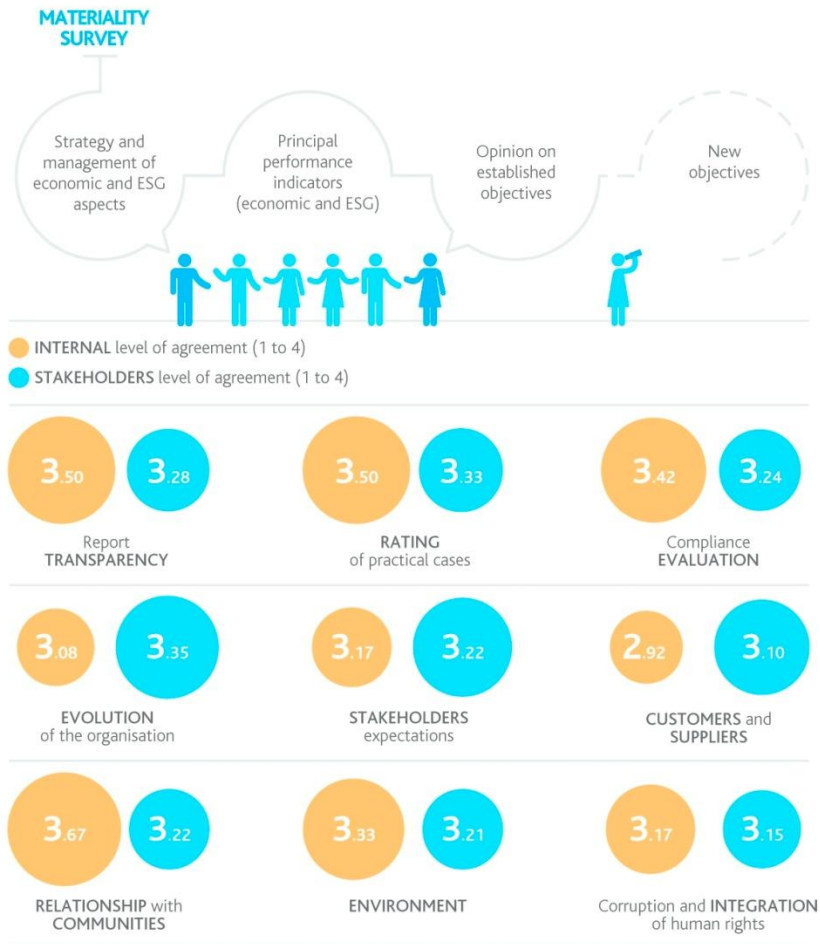 MATERIALITY
SURVEY
Strategy and
management of
economic and ESG
aspects
Principal
performance
indicators
(economic and ESG)
Opinion on
established
objectives
New
objectives
INTERNAL level of agreement (1 to 4)
STAKEHOLDERS level of agreement (1 to 4)
3.50 3.28
Report
TRANSPARENCY
3.50 3.33
RATING
of practical cases
3.42 3.24
Compliance
EVALUATION
3.08 3.35
EVOLUTION
of the organisation
3.17 3.22
STAKEHOLDERS
expectations
2.92 3.10
CUSTOMERS and
SUPPLIERS
3.67 3.22
RELATIONSHIP with
COMMUNITIES
3.33 3.21
ENVIRONMENT
3.17 3.15
Corruption and INTEGRATION
of human rights